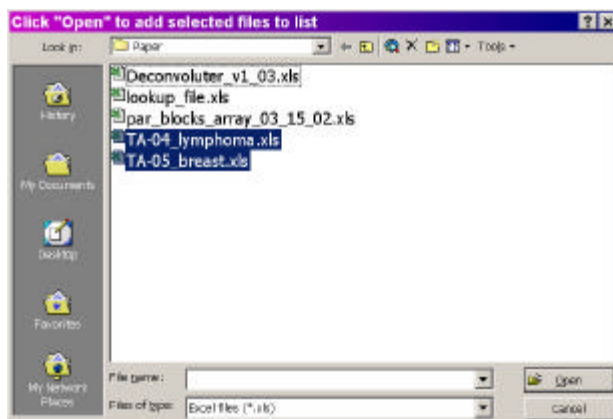 Click "Open" to add selected files to list
Look in: Paper Tools
Deconvoluter_v1_03.xls
lookup_file.xls
par_blocks_array_03_15_02.xls
TA-04_lymphoma.xls
TA-05_breast.xls
History
My Documents
Desktop
Favorites
My Network
Places
File name:
Open
Files of type: Excel files (*.xls)
Cancel